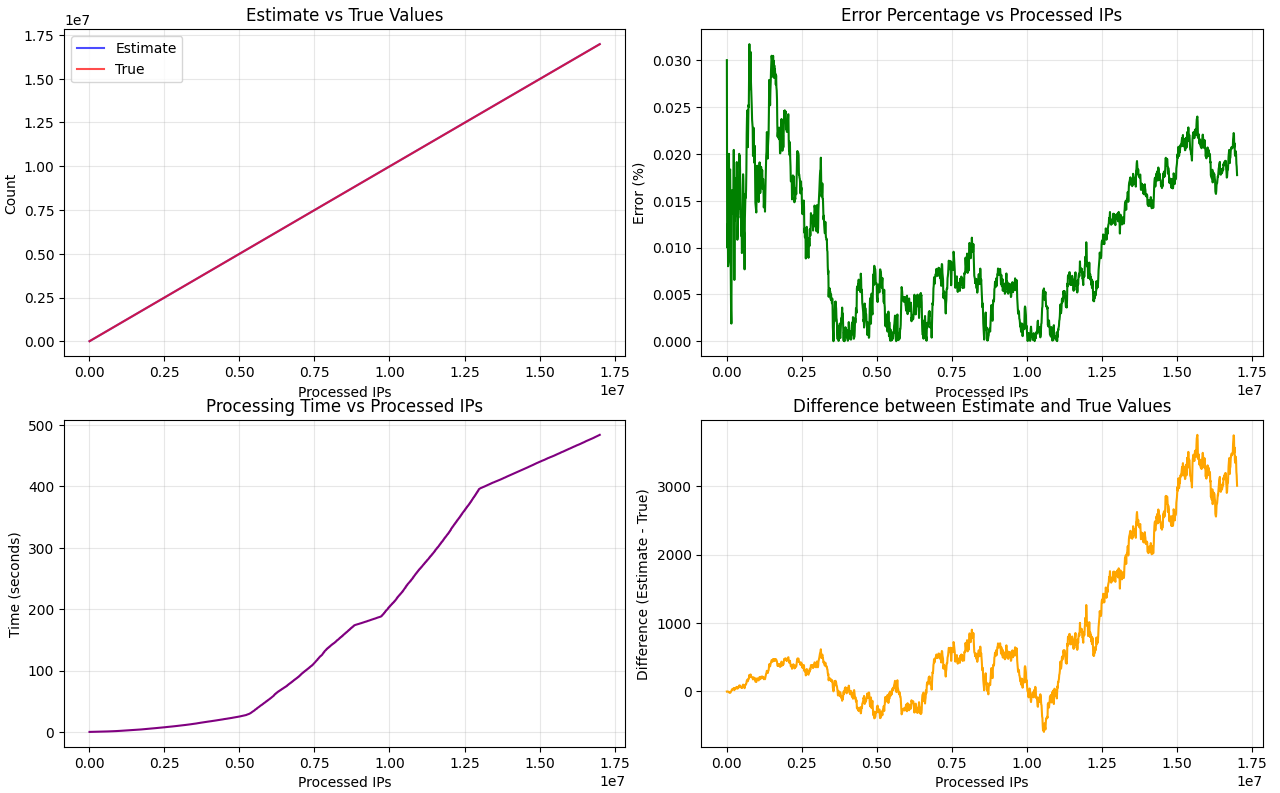 Estimate vs True Values
1e7
Estimate
True
Count
1.75
1.50
1.25
1.00
0.75
0.50
0.25
0.00
0.00 0.25 0.50 0.75 1.00 1.25 1.50 1.75
1e7
Processed IPs
Error Percentage vs Processed IPs
Error (%)
0.030
0.025
0.020
0.015
0.010
0.005
0.000
0.00 0.25 0.50 0.75 1.00 1.25 1.50 1.75
1e7
Processed IPs
Processing Time vs Processed IPs
Time (seconds)
500
400
300
200
100
0
0.00 0.25 0.50 0.75 1.00 1.25 1.50 1.75
1e7
Processed IPs
Difference between Estimate and True Values
Difference (Estimate - True)
3000
2000
1000
0
0.00 0.25 0.50 0.75 1.00 1.25 1.50 1.75
1e7
Processed IPs